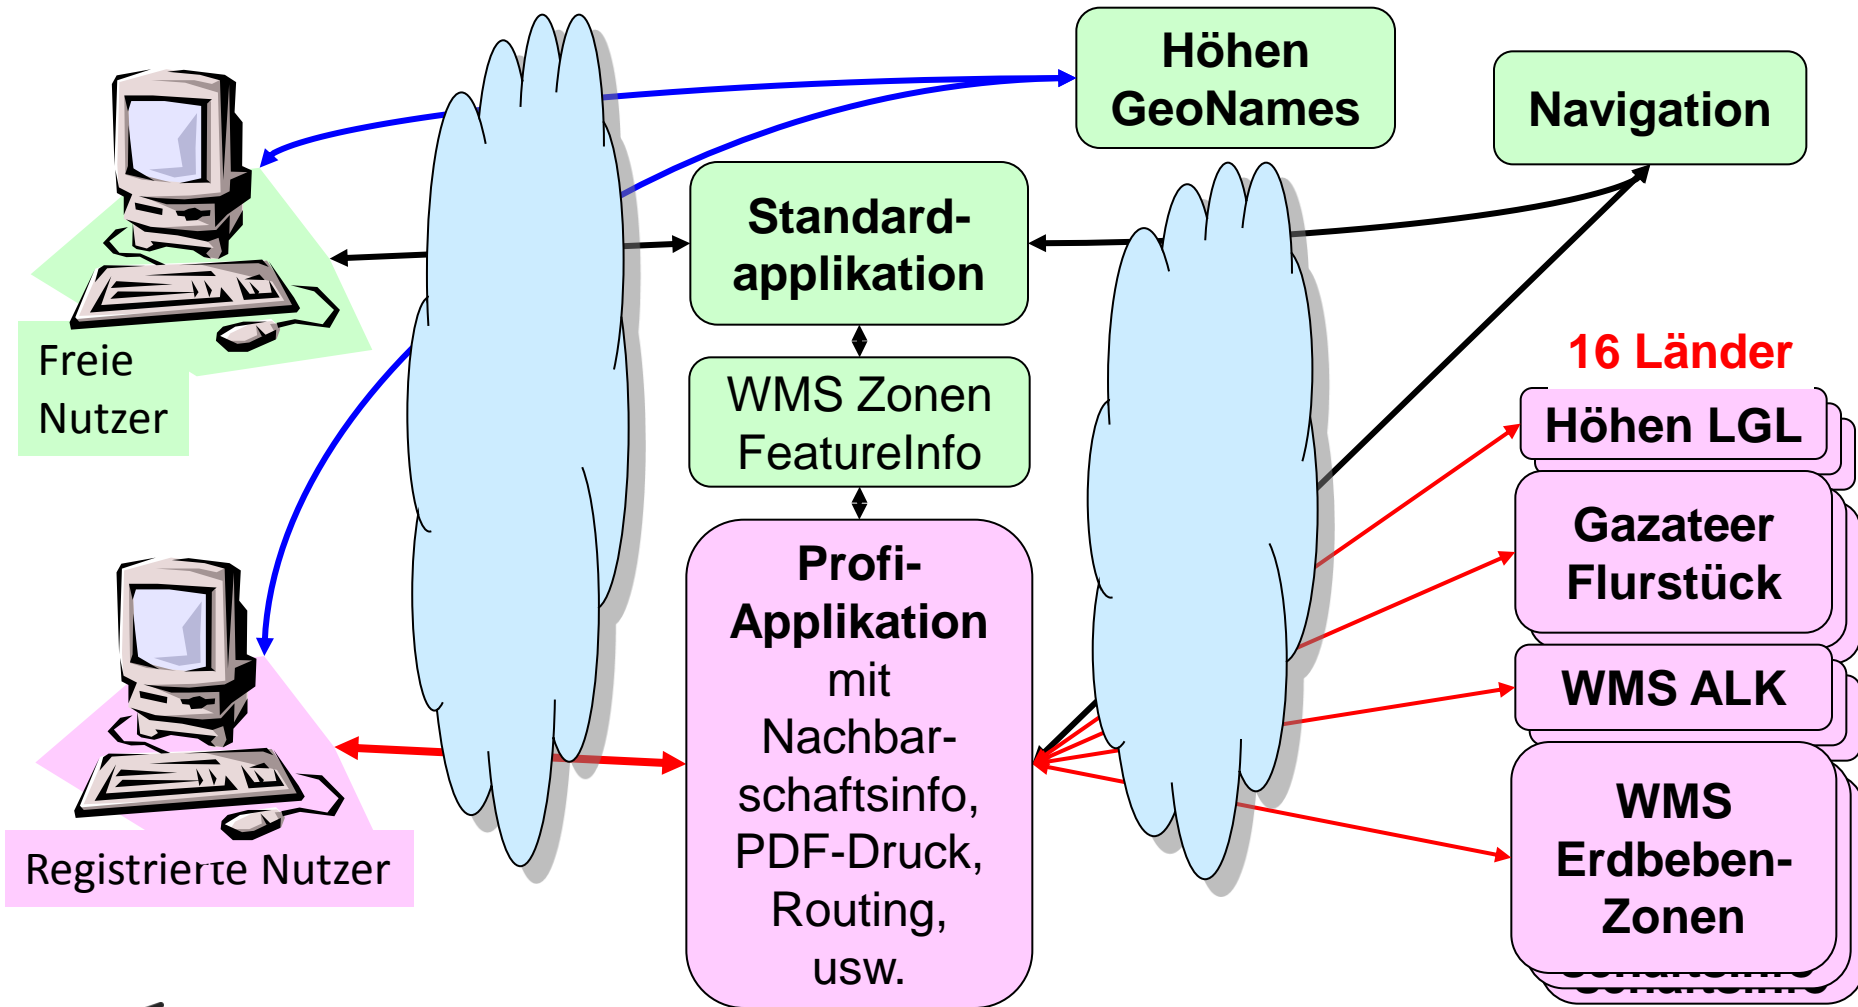 Höhen
GeoNames
Navigation
Standard-
applikation
Freie
Nutzer
WMS Zonen
FeatureInfo
16 Länder
Höhen LGL
Gazateer
Flurstück
WMS ALK
WMS
Erdbeben-
Zonen
Profi-
Applikation
mit
Nachbar-
schaftsinfo,
PDF-Druck,
Routing,
usw.
Registrierte Nutzer